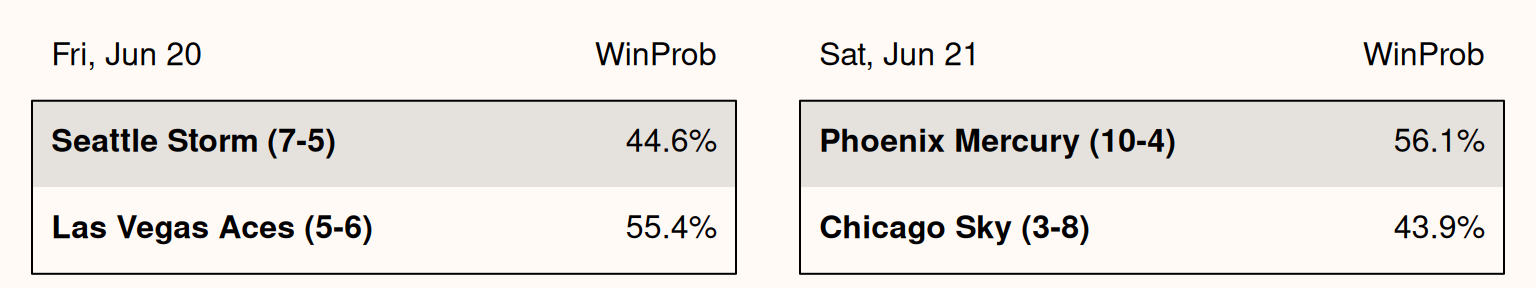 Fri, Jun 20 WinProb
Seattle Storm (7-5) 44.6%
Las Vegas Aces (5-6) 55.4%
Sat, Jun 21 WinProb
Phoenix Mercury (10-4) 56.1%
Chicago Sky (3-8) 43.9%